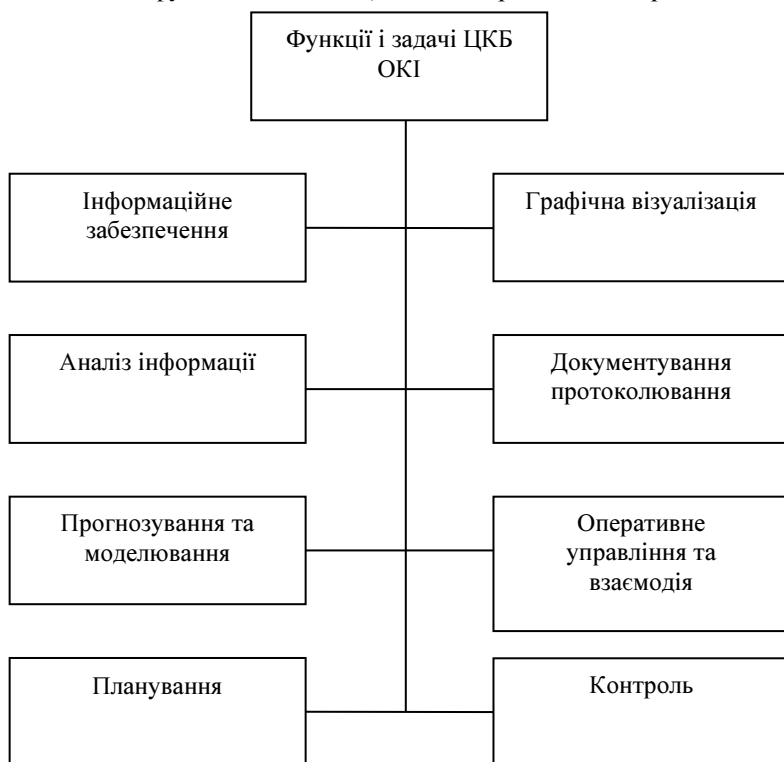 Функції і задачі ЦКБ
ОКІ
Інформаційне
забезпечення
Графічна візуалізація
Аналіз інформації
Документування
протоколювання
Прогнозування та
моделювання
Оперативне
управління та
взаємодія
Планування
Контроль